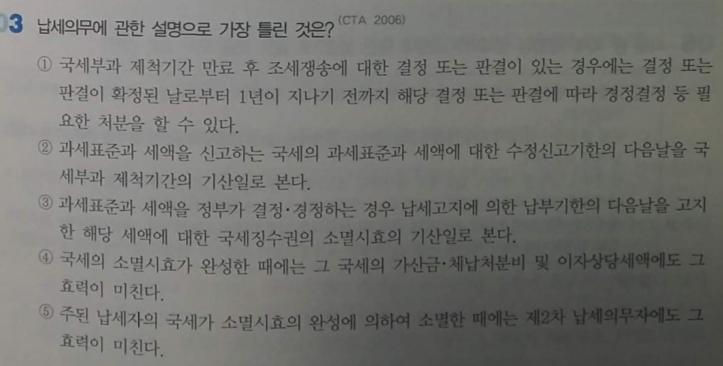 03 납세의무에 관한 설명으로 가장 틀린 것은? (CTA 2006)
① 국세부과 제척기간 만료 후 조세쟁송에 대한 결정 또는 판결이 있는 경우에는 결정 또는
판결이 확정된 날로부터 1년이 지나기 전까지 해당 결정 또는 판결에 따라 경정결정 등 필
요한 처분을 할 수 있다.
② 과세표준과 세액을 신고하는 국세의 과세표준과 세액에 대한 수정신고기한의 다음날을 국
세부과 제척기간의 기산일로 본다.
③ 과세표준과 세액을 정부가 결정·경정하는 경우 납세고지에 의한 납부기한의 다음날을 고지
한 해당 세액에 대한 국세징수권의 소멸시효의 기산일로 본다.
④ 국세의 소멸시효가 완성한 때에는 그 국세의 가산금·체납처분비 및 이자상당세액에도 그
효력이 미친다.
⑤ 주된 납세자의 국세가 소멸시효의 완성에 의하여 소멸한 때에는 제2차 납세의무자에도 그
효력이 미친다.